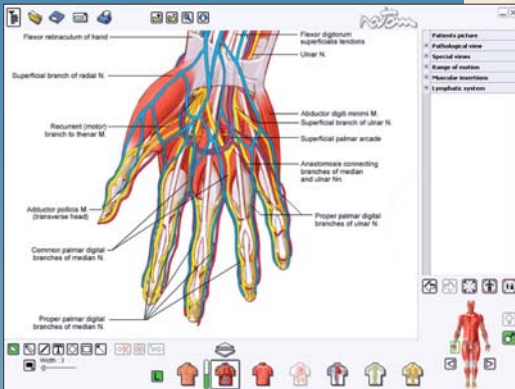 Flexor retinaculum of hand
Superficial branch of radial N.
Recurrent (motor)
branch to thenar M.
Adductor pollicis M.
(transverse head)
Common palmar digital
branches of median N.
Proper palmar digital
branches of median N.
Flexor digitorum
superficialis tendons
Ulnar N.
Abductor digiti minimi M.
Superficial branch of ulnar N.
Superficial palmar arcade
Anastomosis connecting
branches of median
and ulnar Nn.
Proper palmar digital
branches of ulnar N.
Patients picture
Pathological view
Special views
Range of motion
Muscular insertions
Lymphatic system
Width: 3
L